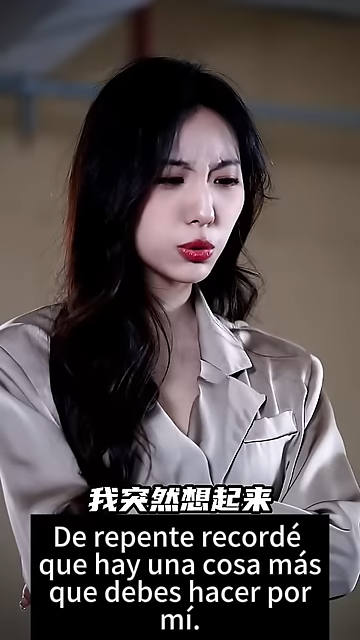 我突然想起来
De repente recordé
que hay una cosa más
que debes hacer por
mí.